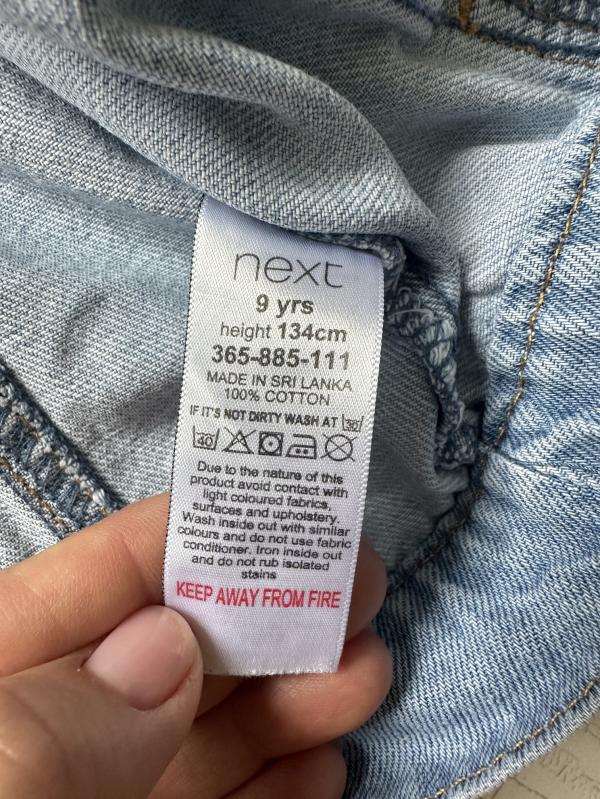 next
9 yrs
height 134cm
365-885-111
MADE IN SRI LANKA
100% COTTON
IF IT'S NOT DIRTY WASH AT 30
40
Due to the nature of this
product avoid contact with
light coloured fabrics,
surfaces and upholstery.
Wash inside out with similar
colours and do not use fabric
conditioner. Iron inside out
and do not rub isolated
stains
KEEP AWAY FROM FIRE